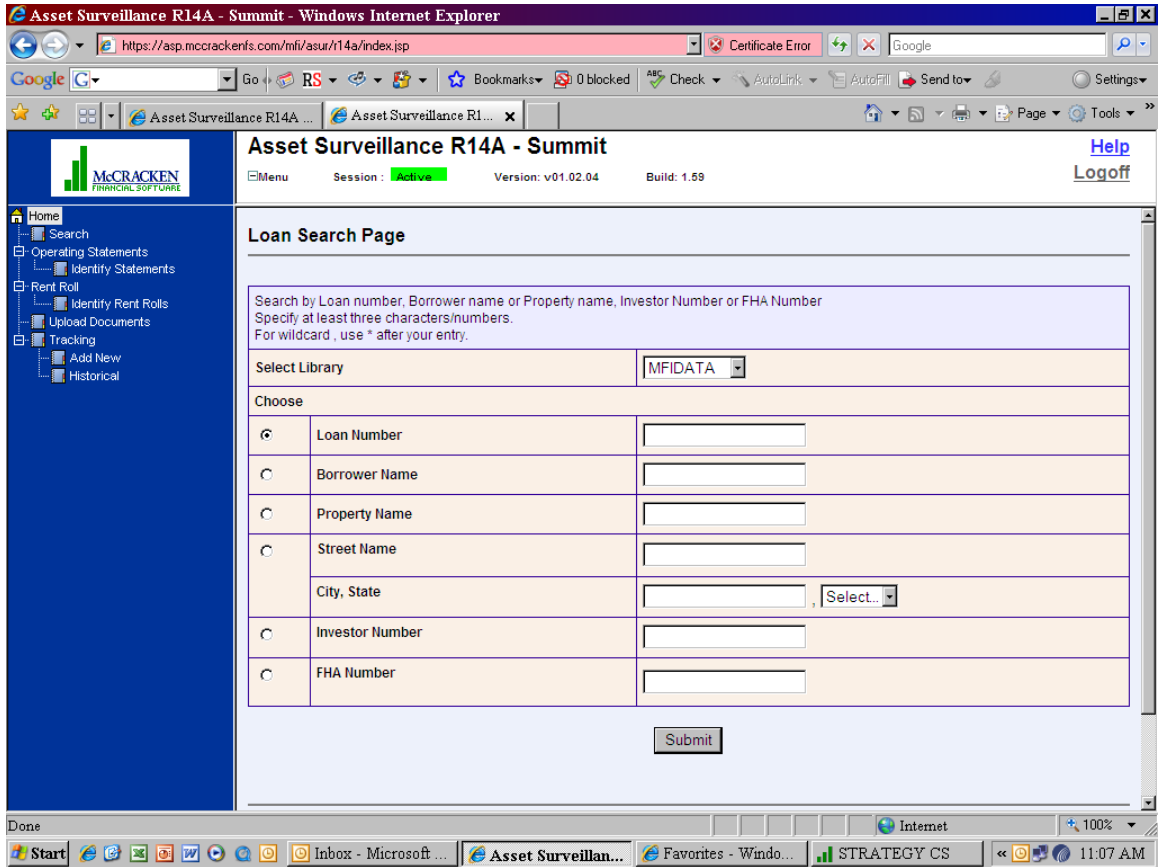 Asset Surveillance R14A - Summit - Windows Internet Explorer
https://asp.mccrackenfs.com/mfi/asur/r14a/index.jsp
Certificate Error
Google
Google
G
Go
RS
Bookmarks
0 blocked
ABC Check
AutoLink
AutoFill
Send to
Settings
Asset Surveillance R14A ...
Asset Surveillance R1...
Page
Tools
McCRACKEN
FINANCIAL SOFTWARE
Asset Surveillance R14A - Summit
Help
Menu
Session :
Active
Version: v01.02.04
Build: 1.59
Logoff
Home
Search
Operating Statements
Identify Statements
Rent Roll
Identify Rent Rolls
Upload Documents
Tracking
Add New
Historical
Loan Search Page
Search by Loan number, Borrower name or Property name, Investor Number or FHA Number
Specify at least three characters/numbers.
For wildcard , use * after your entry.
Select Library
MFIDATA
Choose
Loan Number
Borrower Name
Property Name
Street Name
City, State
, Select...
Investor Number
FHA Number
Submit
Done
Internet
100%
Start
Inbox - Microsoft ...
Asset Surveillan...
Favorites - Windo...
STRATEGY CS
11:07 AM